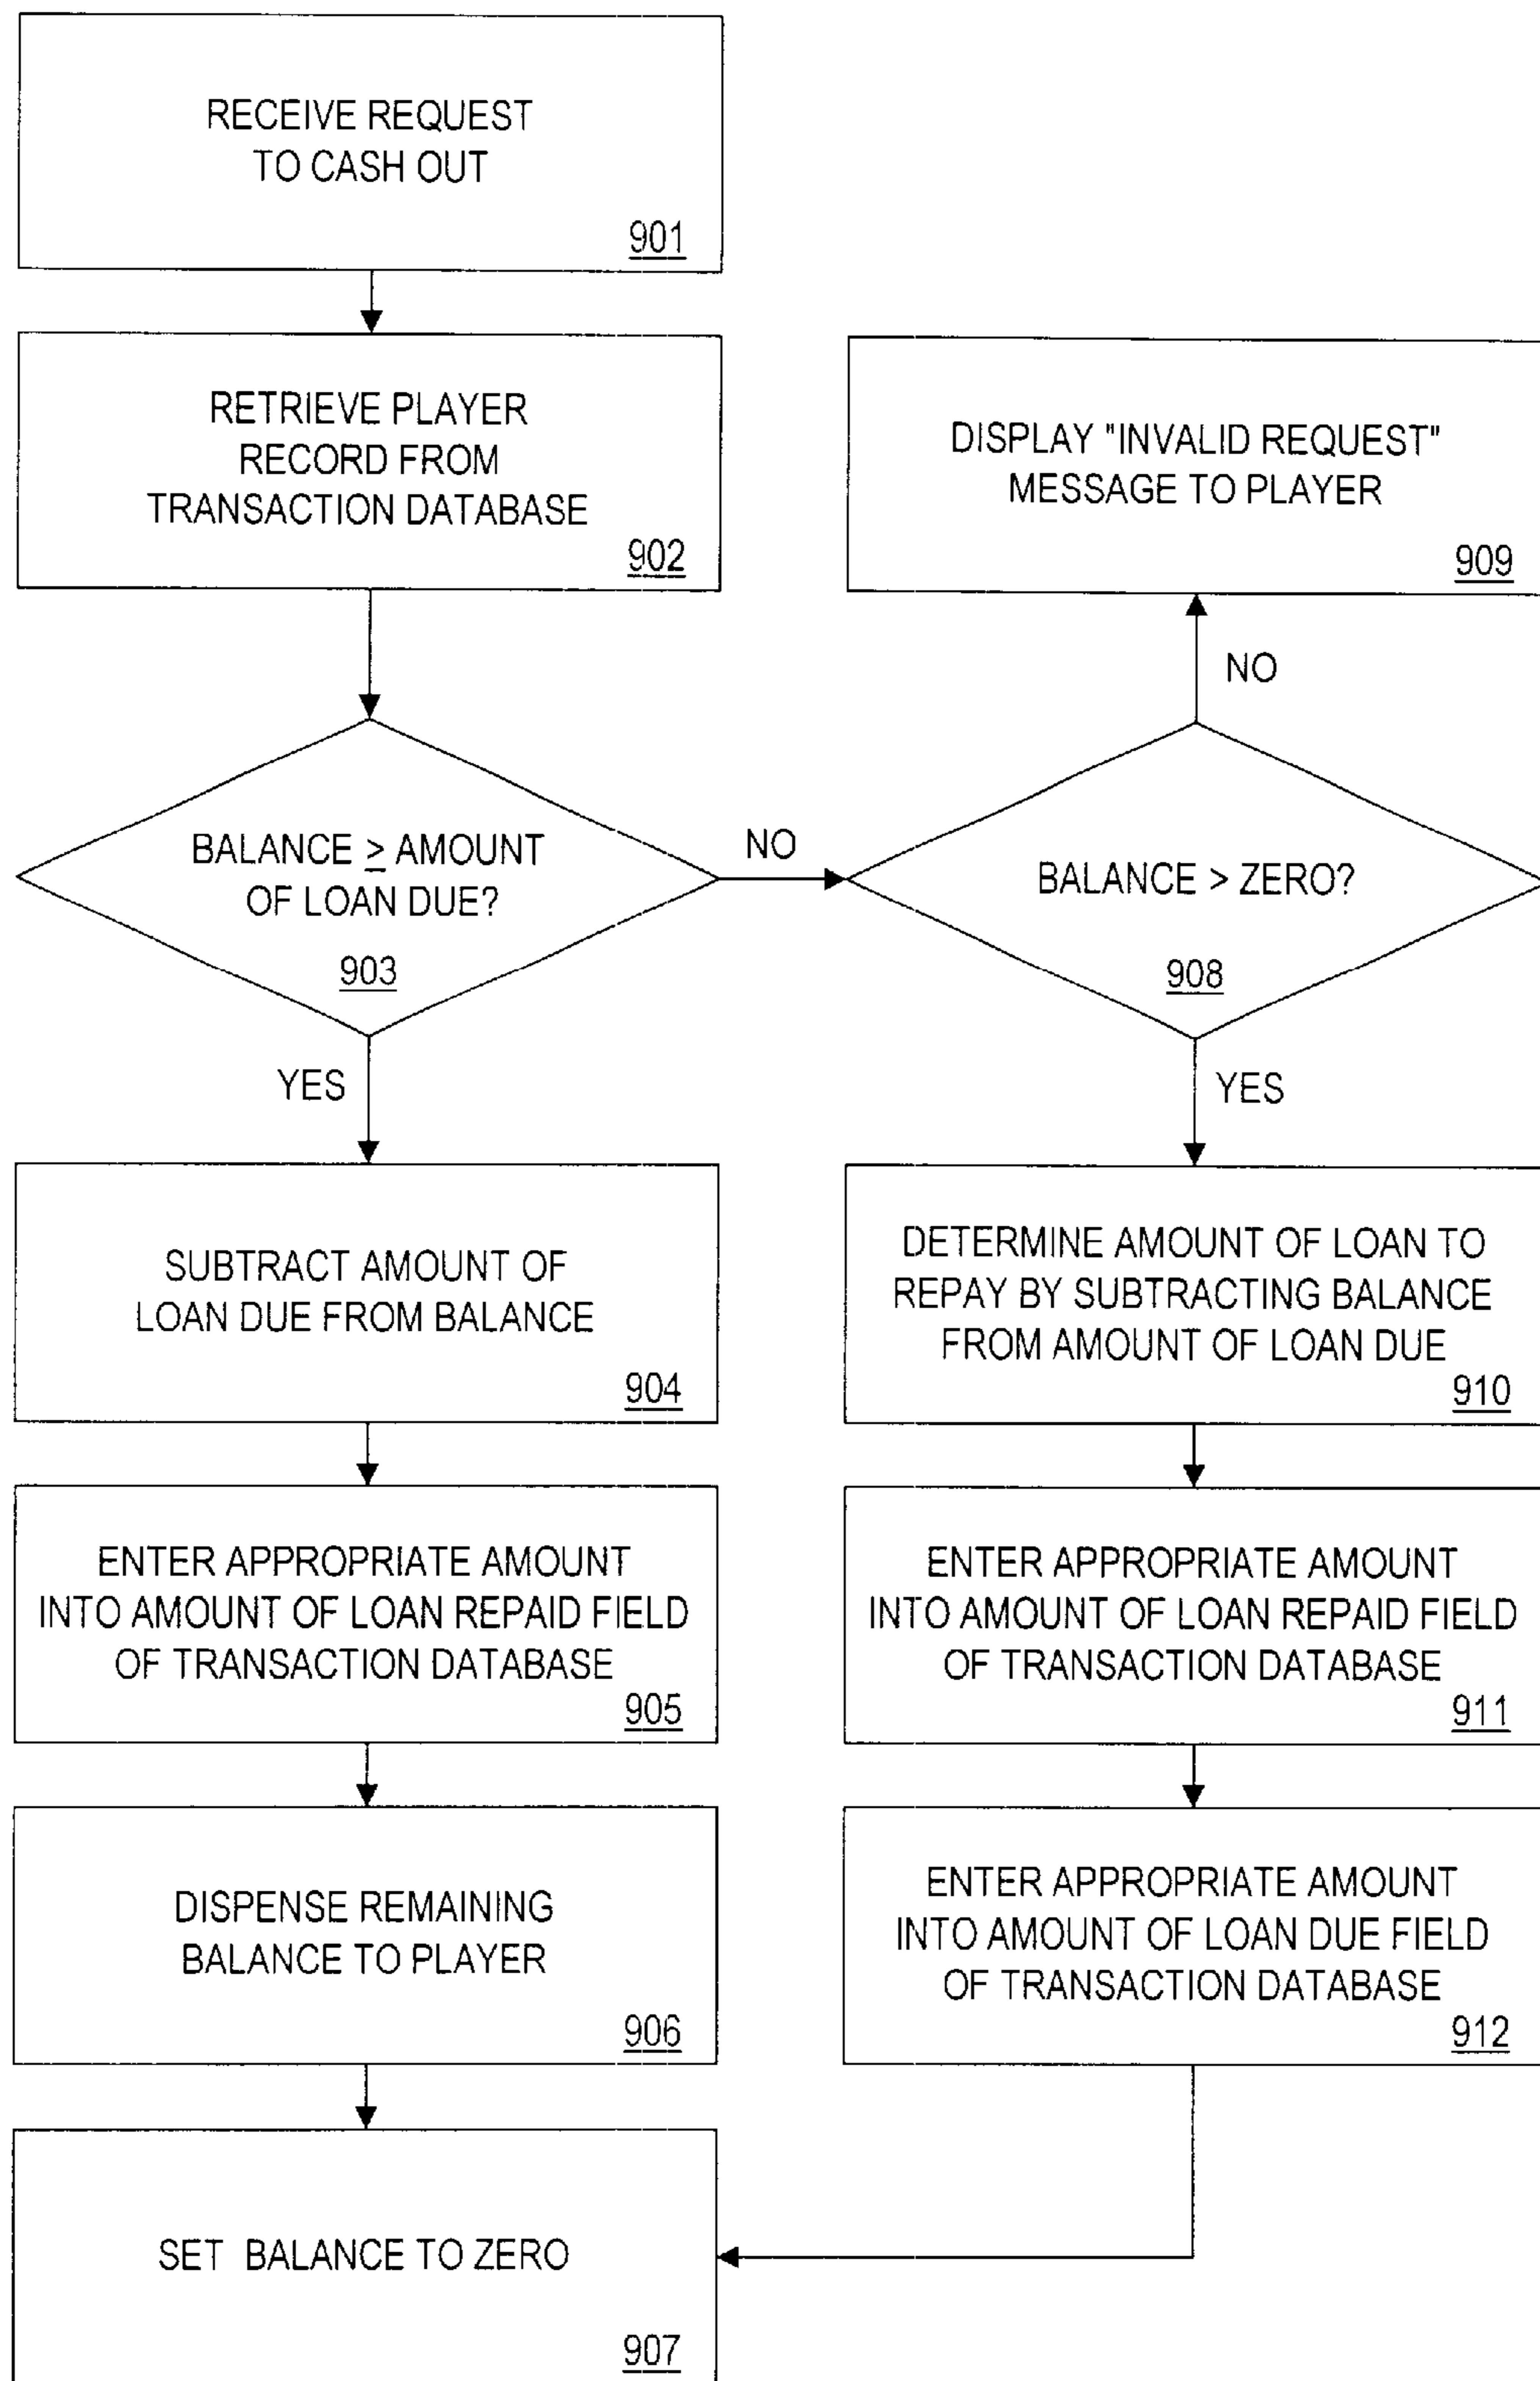 RECEIVE REQUEST
TO CASH OUT
901
RETRIEVE PLAYER
RECORD FROM
TRANSACTION DATABASE
902
DISPLAY "INVALID REQUEST"
MESSAGE TO PLAYER
909
NO
BALANCE ≥ AMOUNT
OF LOAN DUE?
903
NO
BALANCE > ZERO?
908
YES
YES
SUBTRACT AMOUNT OF
LOAN DUE FROM BALANCE
904
DETERMINE AMOUNT OF LOAN TO
REPAY BY SUBTRACTING BALANCE
FROM AMOUNT OF LOAN DUE
910
ENTER APPROPRIATE AMOUNT
INTO AMOUNT OF LOAN REPAID FIELD
OF TRANSACTION DATABASE
905
ENTER APPROPRIATE AMOUNT
INTO AMOUNT OF LOAN REPAID FIELD
OF TRANSACTION DATABASE
911
DISPENSE REMAINING
BALANCE TO PLAYER
906
ENTER APPROPRIATE AMOUNT
INTO AMOUNT OF LOAN DUE FIELD
OF TRANSACTION DATABASE
912
SET BALANCE TO ZERO
907